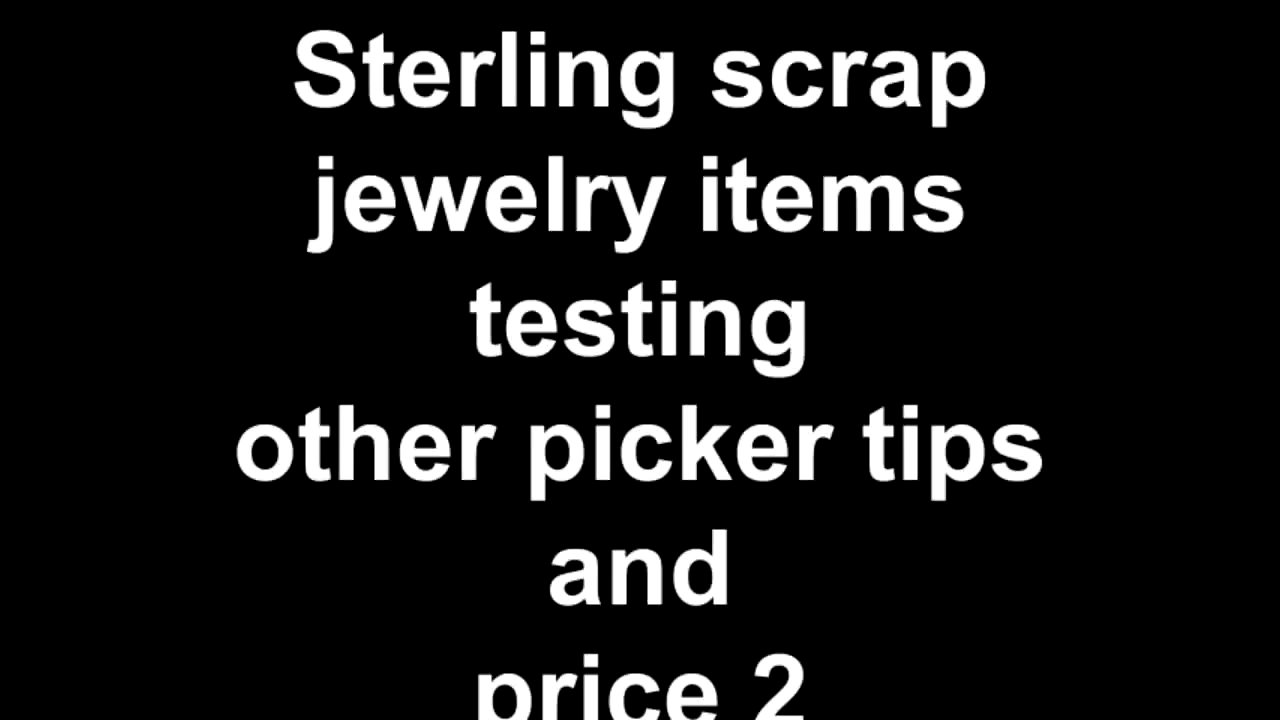 Sterling scrap
jewelry items
testing
other picker tips
and
price 2